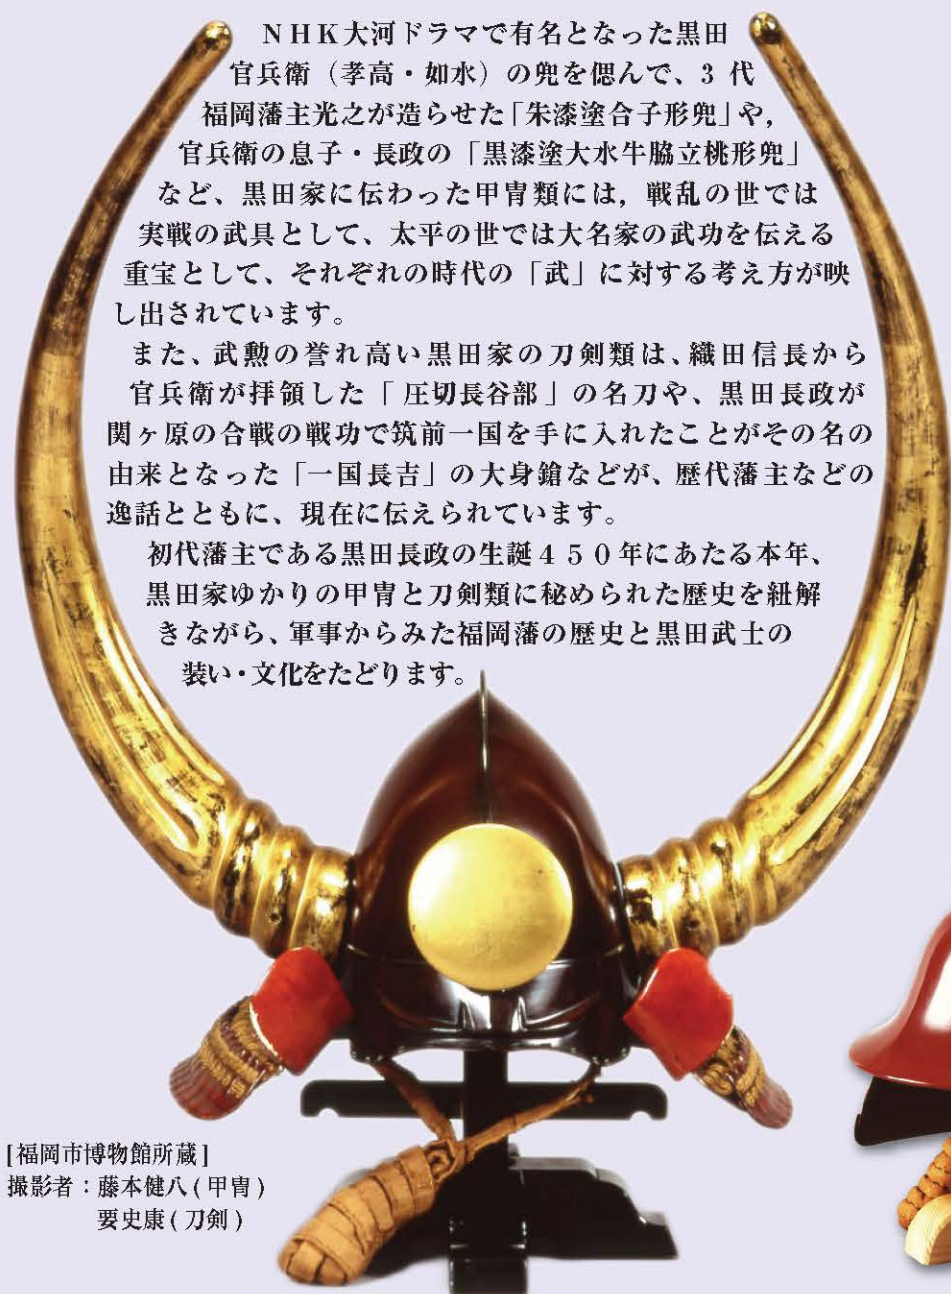 ＮＨＫ大河ドラマで有名となった黒田
官兵衛（孝高・如水）の兜を偲んで、３代
福岡藩主光之が造らせた「朱漆塗合子形兜」や，
官兵衛の息子・長政の「黒漆塗大水牛脇立桃形兜」
など、黒田家に伝わった甲冑類には，戦乱の世では
実戦の武具として、太平の世では大名家の武功を伝える
重宝として、それぞれの時代の「武」に対する考え方が映
し出されています。
また、武勲の誉れ高い黒田家の刀剣類は、織田信長から
官兵衛が拝領した「圧切長谷部」の名刀や、黒田長政が
関ヶ原の合戦の戦功で筑前一国を手に入れたことがその名の
由来となった「一国長吉」の大身鎗などが、歴代藩主などの
逸話とともに、現在に伝えられています。
初代藩主である黒田長政の生誕４５０年にあたる本年、
黒田家ゆかりの甲冑と刀剣類に秘められた歴史を紐解
きながら、軍事からみた福岡藩の歴史と黒田武士の
装い・文化をたどります。
[福岡市博物館所蔵]
撮影者：藤本健八(甲冑)
要史康(刀剣)